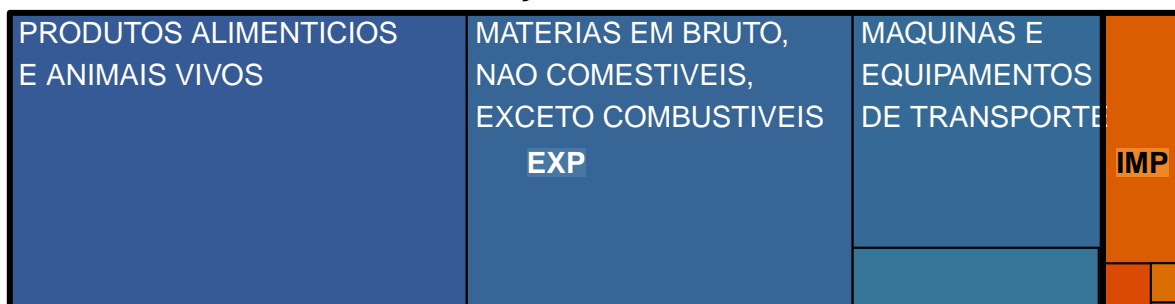 PRODUTOS ALIMENTICIOS
E ANIMAIS VIVOS
MATERIAS EM BRUTO,
NAO COMESTIVEIS,
EXCETO COMBUSTIVEIS
EXP
MAQUINAS E
EQUIPAMENTOS
DE TRANSPORTE
IMP